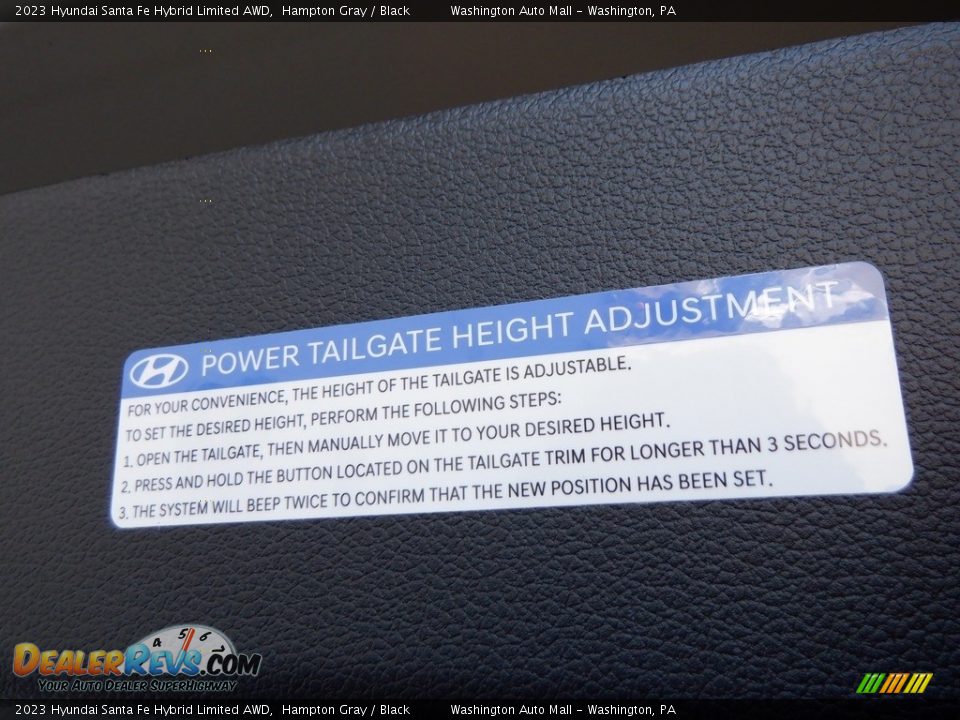 2023 Hyundai Santa Fe Hybrid Limited AWD, Hampton Gray / Black Washington Auto Mall - Washington, PA
POWER TAILGATE HEIGHT ADJUSTMENT
FOR YOUR CONVENIENCE, THE HEIGHT OF THE TAILGATE IS ADJUSTABLE.
TO SET THE DESIRED HEIGHT, PERFORM THE FOLLOWING STEPS:
1. OPEN THE TAILGATE, THEN MANUALLY MOVE IT TO YOUR DESIRED HEIGHT.
2. PRESS AND HOLD THE BUTTON LOCATED ON THE TAILGATE TRIM FOR LONGER THAN 3 SECONDS.
3. THE SYSTEM WILL BEEP TWICE TO CONFIRM THAT THE NEW POSITION HAS BEEN SET.
4 5 6 7
DEALERREVS.COM
YOUR AUTO DEALER SUPERHIGHWAY
2023 Hyundai Santa Fe Hybrid Limited AWD, Hampton Gray / Black Washington Auto Mall - Washington, PA